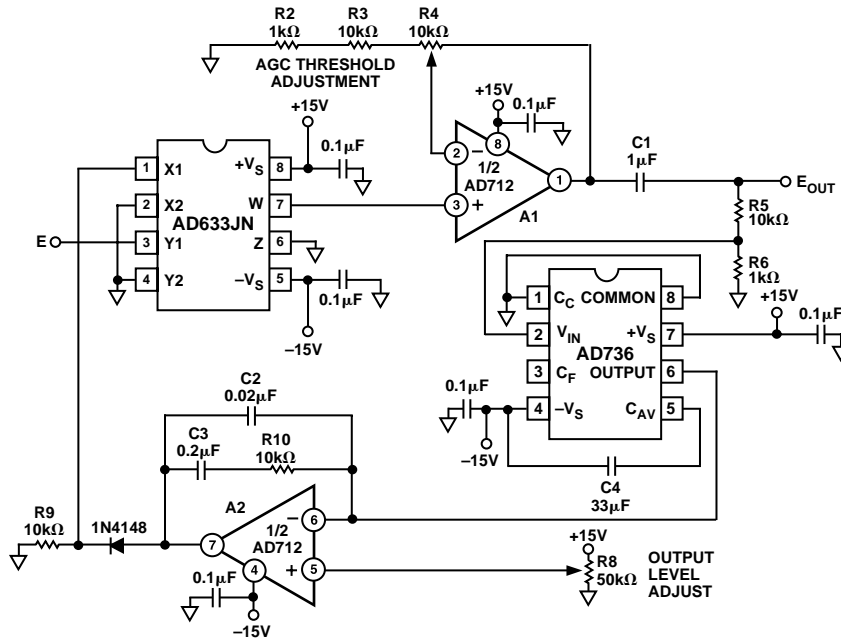 R2
1kΩ
R3
10kΩ
R4
10kΩ
AGC THRESHOLD
ADJUSTMENT
+15V
0.1μF
+15V
0.1μF
C1
1μF
1 X1
2 X2
3 Y1
4 Y2
+VS 8
W 7
Z 6
–VS 5
AD633JN
E
0.1μF
–15V
2 –
3 +
8
1
1/2
AD712
A1
EOUT
R5
10kΩ
R6
1kΩ
+15V
0.1μF
1 CC
2 VIN
3 CF
4 –VS
COMMON 8
+VS 7
OUTPUT 6
CAV 5
AD736
0.1μF
–15V
C4
33μF
C2
0.02μF
C3
0.2μF
R10
10kΩ
R9
10kΩ
1N4148
A2
1/2
AD712
7
4
– 6
+ 5
0.1μF
–15V
+15V
R8
50kΩ
OUTPUT
LEVEL
ADJUST